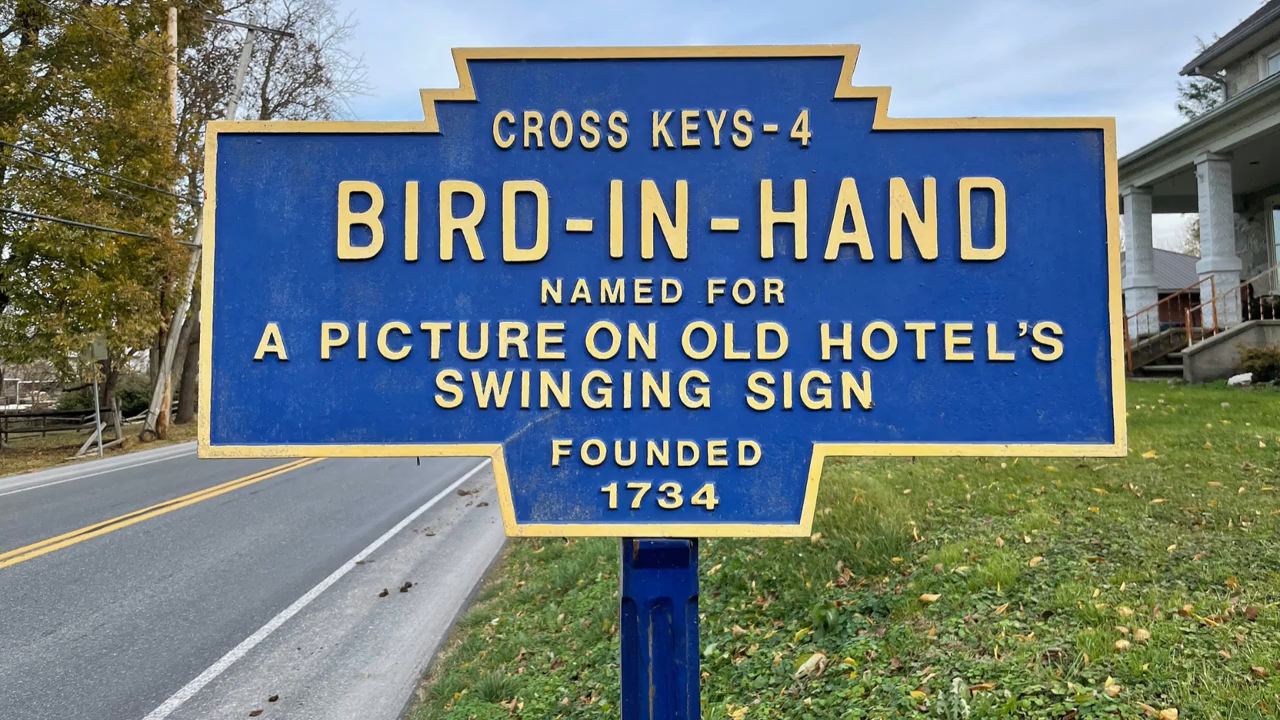 CROSS KEYS-4
BIRD-IN-HAND
NAMED FOR
A PICTURE ON OLD HOTEL'S
SWINGING SIGN
FOUNDED
1734